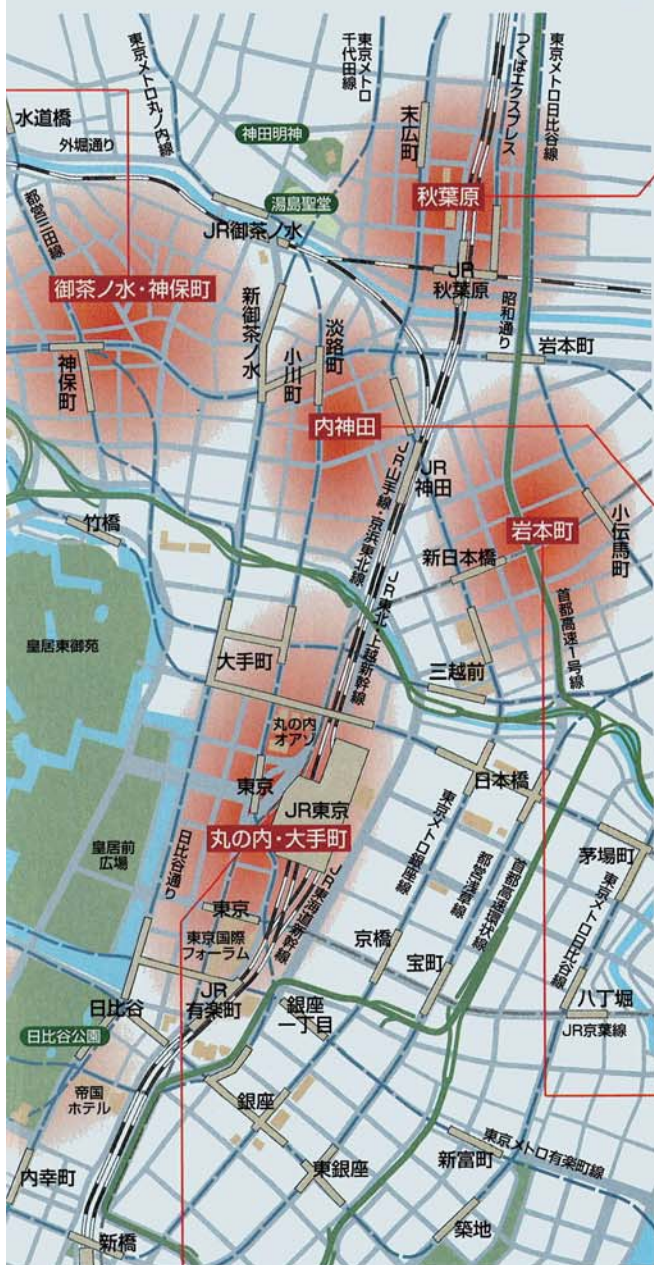 東京メトロ丸ノ内線
東京メトロ
千代田線
つくばエクスプレス
東京メトロ日比谷線
水道橋
外堀通り
神田明神
末広町
都営三田線
湯島聖堂
秋葉原
JR御茶ノ水
JR
秋葉原
御茶ノ水・神保町
新御茶ノ水
昭和通り
淡路町
小川町
岩本町
神保町
内神田
JR
神田
JR山手線・京浜東北線
小伝馬町
竹橋
新日本橋
岩本町
JR東北・上越新幹線
首都高速1号線
皇居東御苑
大手町
三越前
丸の内
オアゾ
東京
日本橋
JR東京
丸の内・大手町
東京メトロ銀座線
都営浅草線
首都高速環状線
茅場町
皇居前
広場
日比谷通り
JR東海道新幹線
東京メトロ日比谷線
東京
東京国際
フォーラム
京橋
宝町
JR
有楽町
八丁堀
日比谷
銀座
一丁目
JR京葉線
日比谷公園
帝国
ホテル
銀座
東京メトロ有楽町線
新富町
東銀座
内幸町
築地
新橋